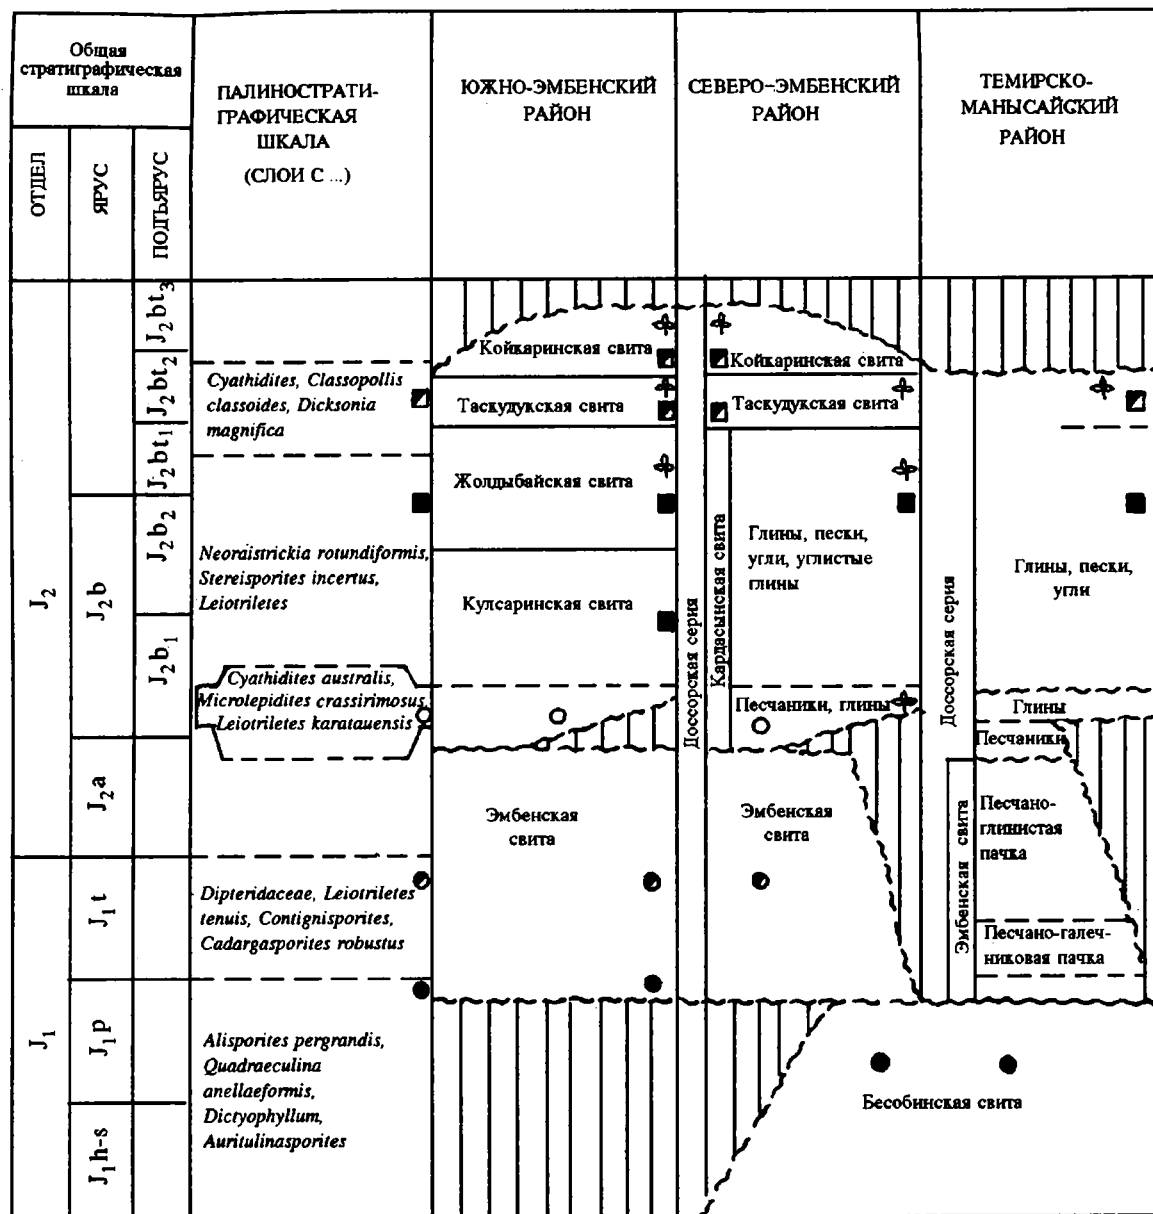 Общая
стратиграфическая
шкала
ОТДЕЛ
ЯРУС
ПОДЪЯРУС
ПАЛИНОСТРАТИ-
ГРАФИЧЕСКАЯ
ШКАЛА
(СЛОИ С ...)
ЮЖНО-ЭМБЕНСКИЙ
РАЙОН
СЕВЕРО-ЭМБЕНСКИЙ
РАЙОН
ТЕМИРСКО-
МАНЫСАЙСКИЙ
РАЙОН
J₂
J₁
J₂b
J₂a
J₁t
J₁p
J₁h-s
J₂bt₃
J₂bt₂
J₂bt₁
J₂b₂
J₂b₁
Cyathidites, Classopollis
classoides, Dicksonia
magnifica
Neoraistrickia rotundiformis,
Stereisporites incertus,
Leiotriletes
Cyathidites australis,
Microlepidites crassirimosus,
Leiotriletes karatauensis
Dipteridaceae, Leiotriletes
tenuis, Contignisporites,
Cadargasporites robustus
Alisporites pergrandis,
Quadraeculina
anellaeformis,
Dictyophyllum,
Auritulinasporites
Койкаринская свита
Таскудукская свита
Жолдыбайская свита
Кулсаринская свита
Эмбенская
свита
Доссорская серия
Кардасынская свита
Койкаринская свита
Таскудукская свита
Глины, пески,
угли, углистые
глины
Песчаники, глины
Эмбенская
свита
Доссорская серия
Эмбенская свита
Глины, пески,
угли
Глины
Песчаники
Песчано-
глинистая
пачка
Песчано-галеч-
никовая пачка
Бесобинская свита